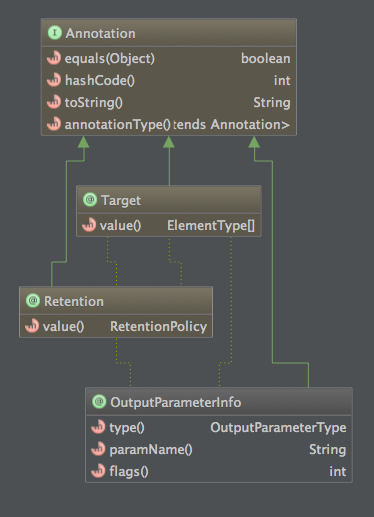 I Annotation
m equals(Object) boolean
m hashCode() int
m toString() String
m annotationType() :tends Annotation>
@ Target
m value() ElementType[]
@ Retention
m value() RetentionPolicy
@ OutputParameterInfo
m type() OutputParameterType
m paramName() String
m flags() int